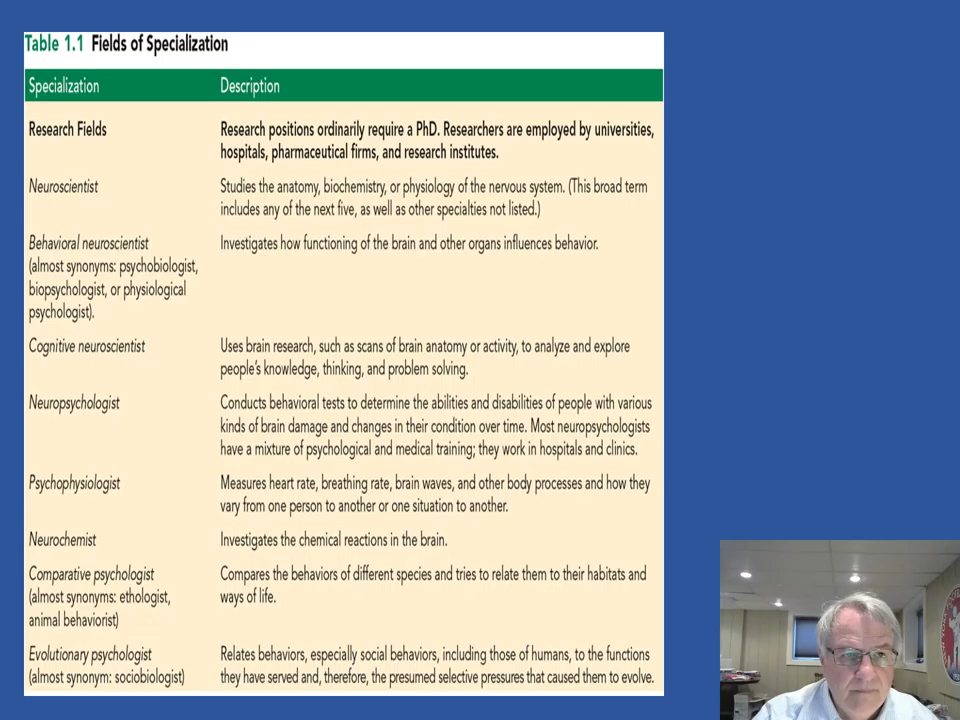 Table 1.1 Fields of Specialization
Specialization Description
Research Fields Research positions ordinarily require a PhD. Researchers are employed by universities,
hospitals, pharmaceutical firms, and research institutes.
Neuroscientist Studies the anatomy, biochemistry, or physiology of the nervous system. (This broad term
includes any of the next five, as well as other specialties not listed.)
Behavioral neuroscientist Investigates how functioning of the brain and other organs influences behavior.
(almost synonyms: psychobiologist,
biopsychologist, or physiological
psychologist).
Cognitive neuroscientist Uses brain research, such as scans of brain anatomy or activity, to analyze and explore
people's knowledge, thinking, and problem solving.
Neuropsychologist Conducts behavioral tests to determine the abilities and disabilities of people with various
kinds of brain damage and changes in their condition over time. Most neuropsychologists
have a mixture of psychological and medical training; they work in hospitals and clinics.
Psychophysiologist Measures heart rate, breathing rate, brain waves, and other body processes and how they
vary from one person to another or one situation to another.
Neurochemist Investigates the chemical reactions in the brain.
Comparative psychologist Compares the behaviors of different species and tries to relate them to their habitats and
(almost synonyms: ethologist, ways of life.
animal behaviorist)
Evolutionary psychologist Relates behaviors, especially social behaviors, including those of humans, to the functions
(almost synonym: sociobiologist) they have served and, therefore, the presumed selective pressures that caused them to evolve.